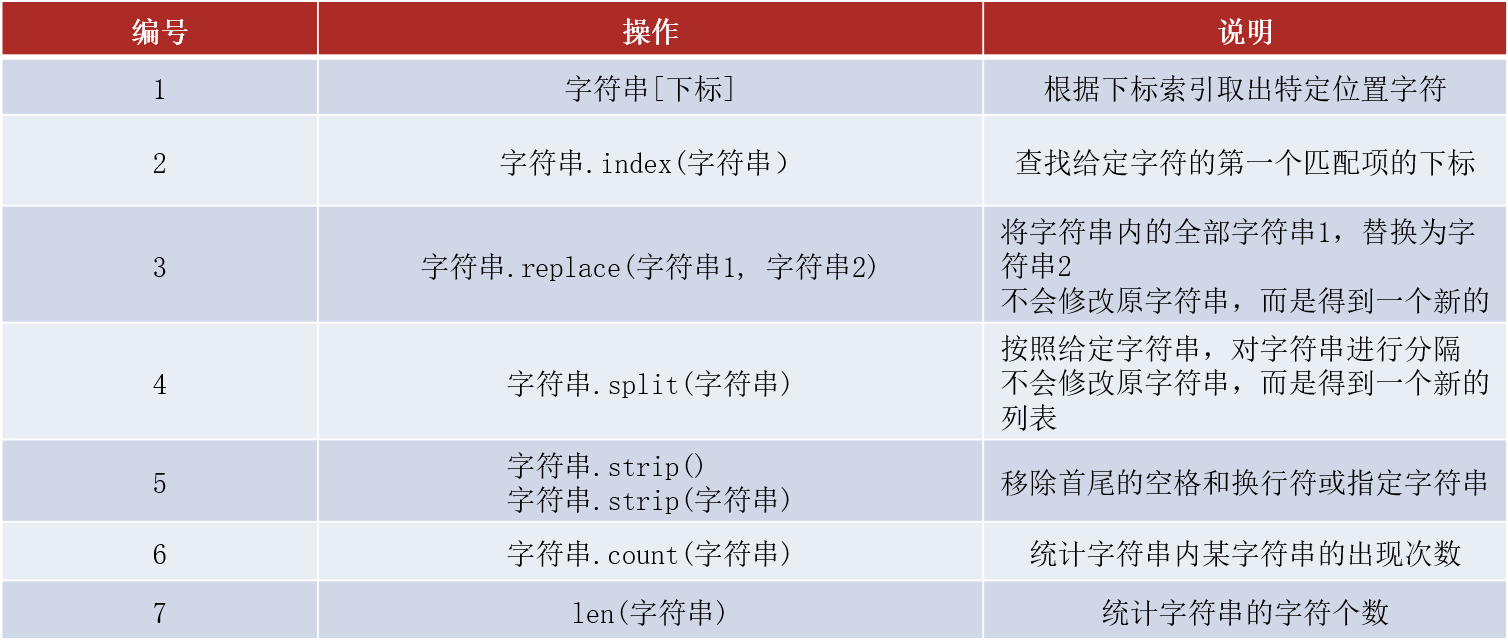 编号 操作 说明
1 字符串[下标] 根据下标索引取出特定位置字符
2 字符串.index(字符串） 查找给定字符的第一个匹配项的下标
3 字符串.replace(字符串1, 字符串2) 将字符串内的全部字符串1，替换为字
符串2
不会修改原字符串，而是得到一个新的
4 字符串.split(字符串) 按照给定字符串，对字符串进行分隔
不会修改原字符串，而是得到一个新的
列表
5 字符串.strip()
字符串.strip(字符串) 移除首尾的空格和换行符或指定字符串
6 字符串.count(字符串) 统计字符串内某字符串的出现次数
7 len(字符串) 统计字符串的字符个数